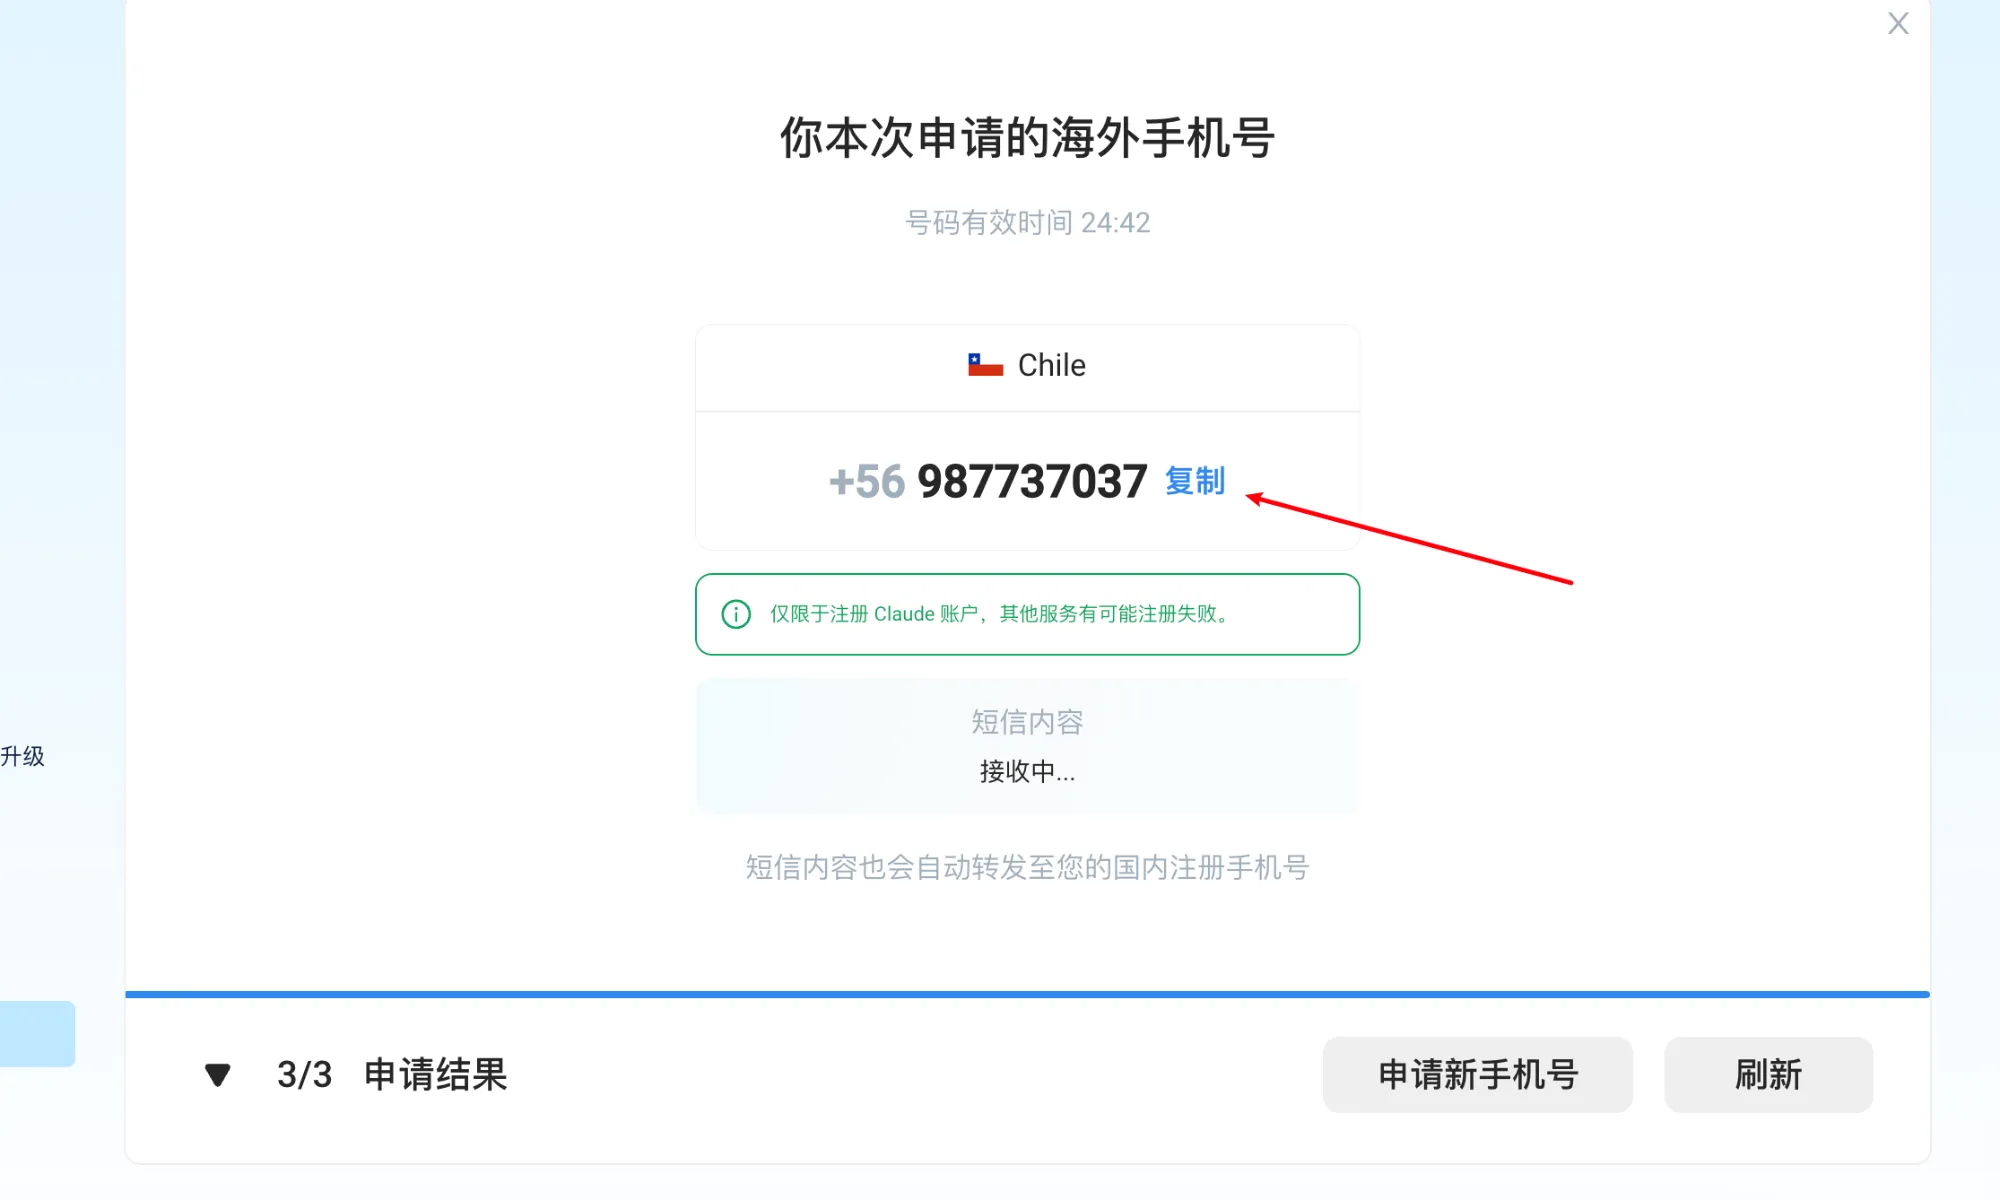 X
你本次申请的海外手机号
号码有效时间 24:42
Chile
+56 987737037 复制
仅限于注册 Claude 账户，其他服务有可能注册失败。
短信内容
接收中...
升级
短信内容也会自动转发至您的国内注册手机号
3/3 申请结果
申请新手机号
刷新